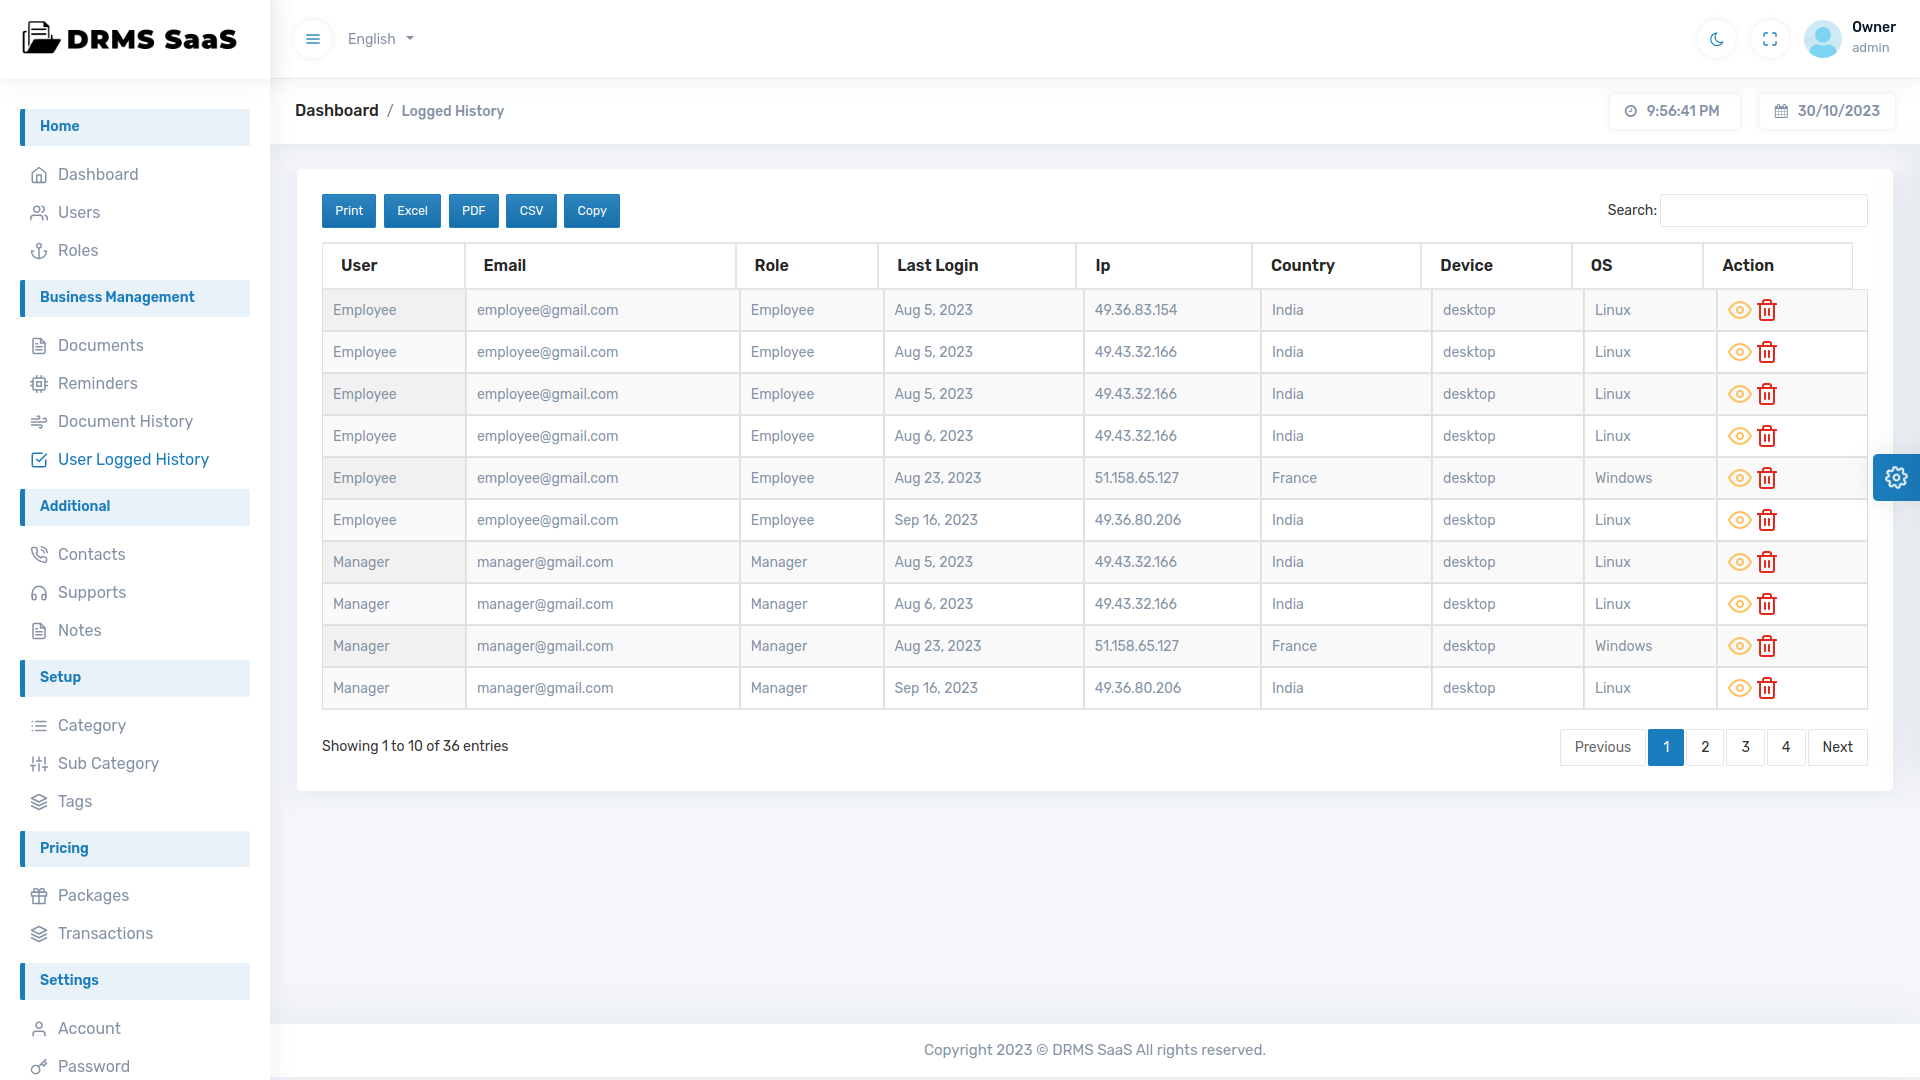 DRMS SaaS
English
Owner
admin
Dashboard / Logged History
9:56:41 PM
30/10/2023
Home
Dashboard
Users
Roles
Business Management
Documents
Reminders
Document History
User Logged History
Additional
Contacts
Supports
Notes
Setup
Category
Sub Category
Tags
Pricing
Packages
Transactions
Settings
Account
Password
Print Excel PDF CSV Copy
Search:
User Email Role Last Login Ip Country Device OS Action
Employee employee@gmail.com Employee Aug 5, 2023 49.36.83.154 India desktop Linux
Employee employee@gmail.com Employee Aug 5, 2023 49.43.32.166 India desktop Linux
Employee employee@gmail.com Employee Aug 5, 2023 49.43.32.166 India desktop Linux
Employee employee@gmail.com Employee Aug 6, 2023 49.43.32.166 India desktop Linux
Employee employee@gmail.com Employee Aug 23, 2023 51.158.65.127 France desktop Windows
Employee employee@gmail.com Employee Sep 16, 2023 49.36.80.206 India desktop Linux
Manager manager@gmail.com Manager Aug 5, 2023 49.43.32.166 India desktop Linux
Manager manager@gmail.com Manager Aug 6, 2023 49.43.32.166 India desktop Linux
Manager manager@gmail.com Manager Aug 23, 2023 51.158.65.127 France desktop Windows
Manager manager@gmail.com Manager Sep 16, 2023 49.36.80.206 India desktop Linux
Showing 1 to 10 of 36 entries
Previous 1 2 3 4 Next
Copyright 2023 © DRMS SaaS All rights reserved.